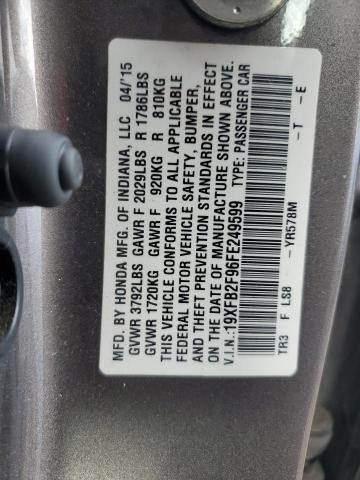 MFD. BY HONDA MFG. OF INDIANA, LLC 04/15
GVWR 3792LBS GAWR F 2029LBS R 1786LBS
GVWR 1720KG GAWR F 920KG R 810KG
THIS VEHICLE CONFORMS TO ALL APPLICABLE
FEDERAL MOTOR VEHICLE SAFETY, BUMPER,
AND THEFT PREVENTION STANDARDS IN EFFECT
ON THE DATE OF MANUFACTURE SHOWN ABOVE.
V.I.N.:19XFB2F96FE249599 TYPE: PASSENGER CAR
TR3 F LS8 -YR578M -T -E